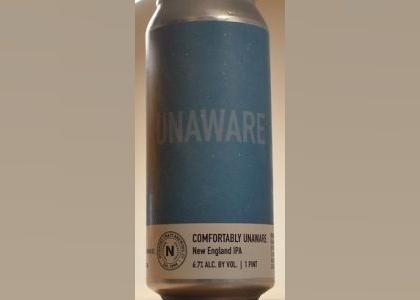 UNAWARE
N
COMFORTABLY UNAWARE
New England IPA
6.7% ALC. BY VOL. | 1 PINT